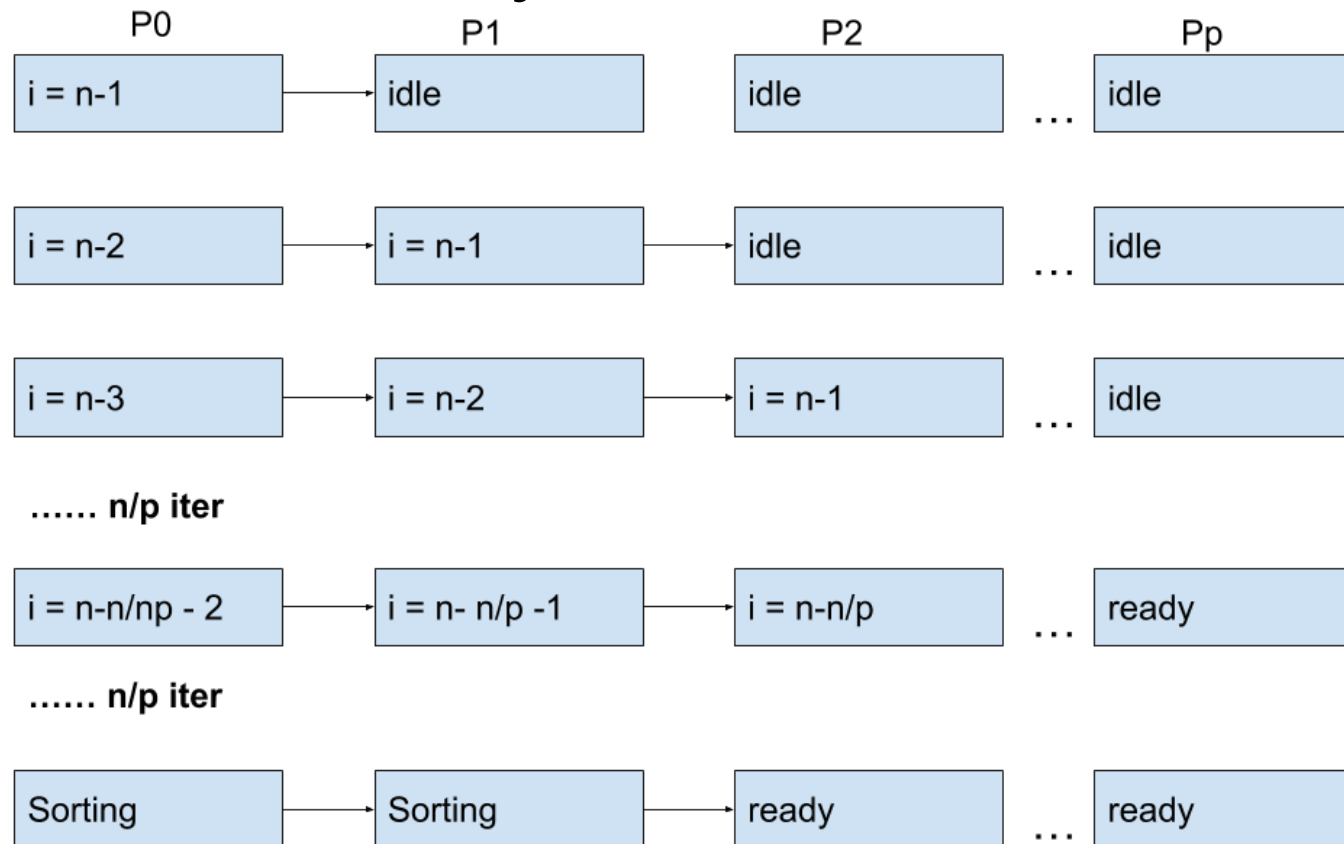 P0 P1 P2 Pp
i = n-1 idle idle ... idle
i = n-2 i = n-1 idle ... idle
i = n-3 i = n-2 i = n-1 ... idle
...... n/p iter
i = n-n/np - 2 i = n- n/p -1 i = n-n/p ... ready
...... n/p iter
Sorting Sorting ready ... ready